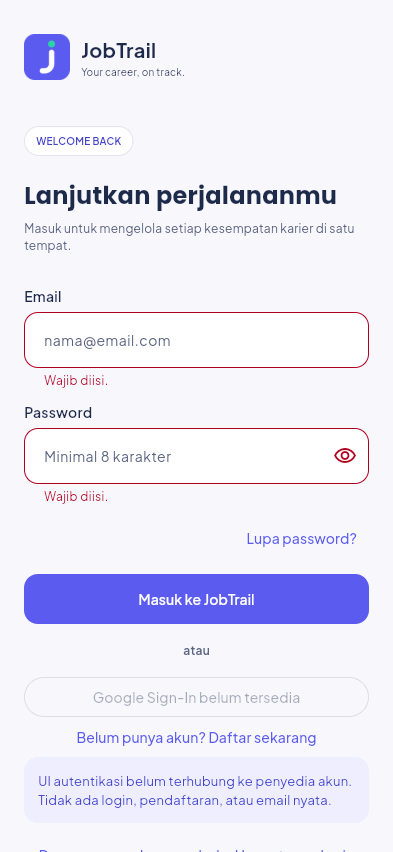 JobTrail
Your career, on track.
WELCOME BACK
Lanjutkan perjalananmu
Masuk untuk mengelola setiap kesempatan karier di satu
tempat.
Email
nama@email.com
Wajib diisi.
Password
Minimal 8 karakter
Wajib diisi.
Lupa password?
Masuk ke JobTrail
atau
Google Sign-In belum tersedia
Belum punya akun? Daftar sekarang
UI autentikasi belum terhubung ke penyedia akun.
Tidak ada login, pendaftaran, atau email nyata.